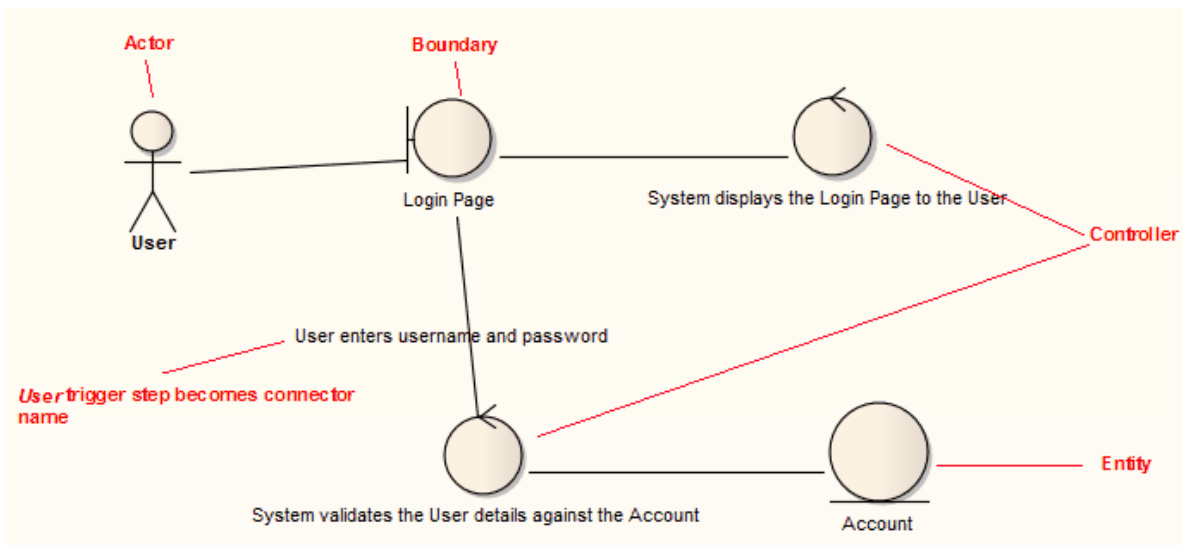 Actor
Boundary
Login Page
System displays the Login Page to the User
User
Controller
User enters username and password
User trigger step becomes connector
name
Entity
System validates the User details against the Account
Account